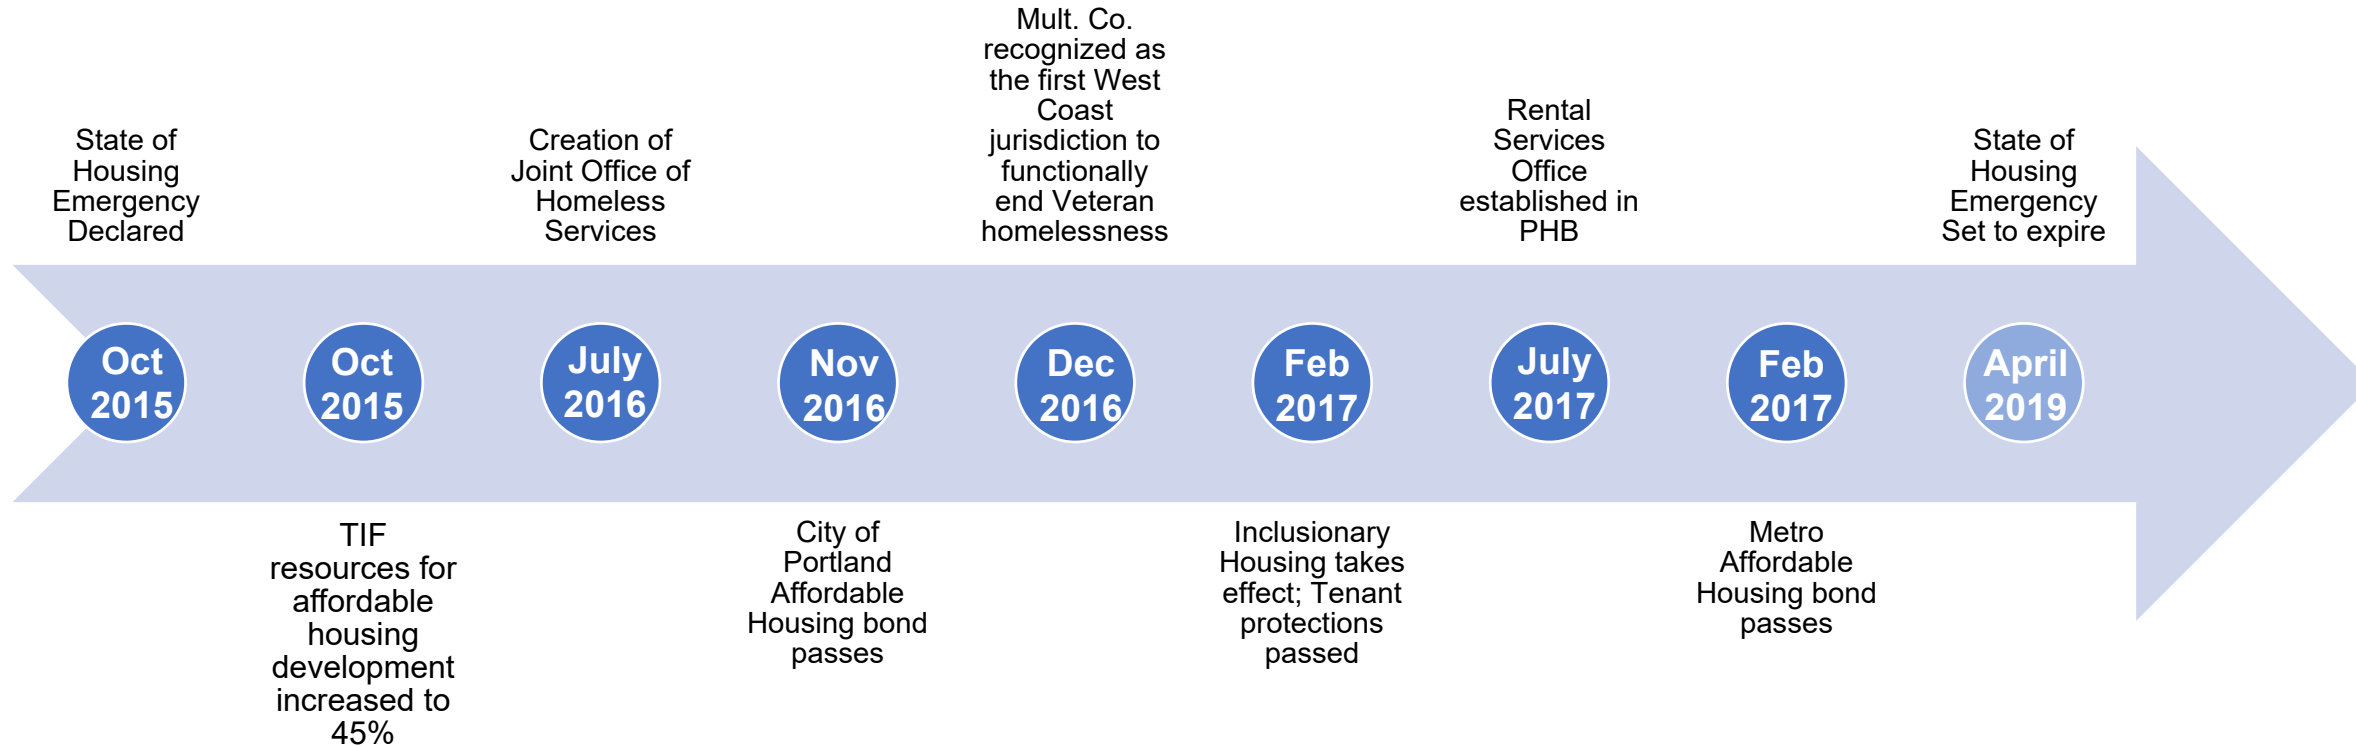 State of
Housing
Emergency
Declared
Oct
2015
Oct
2015
TIF
resources for
affordable
housing
development
increased to
45%
Creation of
Joint Office of
Homeless
Services
July
2016
Nov
2016
City of
Portland
Affordable
Housing bond
passes
Mult. Co.
recognized as
the first West
Coast
jurisdiction to
functionally
end Veteran
homelessness
Dec
2016
Feb
2017
Inclusionary
Housing takes
effect; Tenant
protections
passed
Rental
Services
Office
established in
PHB
July
2017
Feb
2017
Metro
Affordable
Housing bond
passes
State of
Housing
Emergency
Set to expire
April
2019